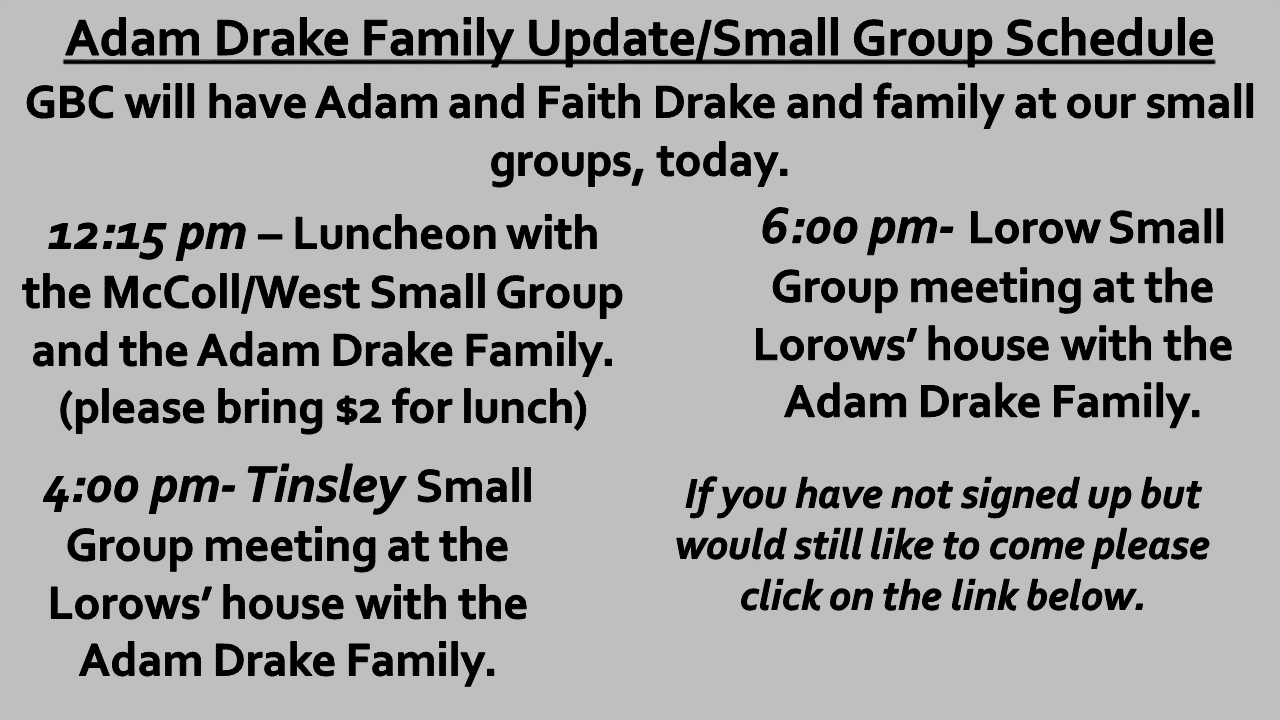 Adam Drake Family Update/Small Group Schedule
GBC will have Adam and Faith Drake and family at our small
groups, today.
12:15 pm – Luncheon with
the McColl/West Small Group
and the Adam Drake Family.
(please bring $2 for lunch)
4:00 pm- Tinsley Small
Group meeting at the
Lorows’ house with the
Adam Drake Family.
6:00 pm- Lorow Small
Group meeting at the
Lorows’ house with the
Adam Drake Family.
If you have not signed up but
would still like to come please
click on the link below.